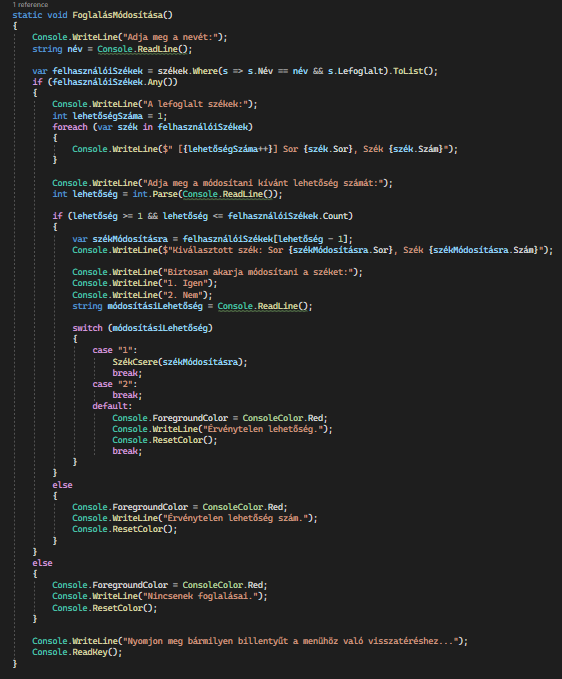 1 reference
static void FoglalásMódosítása()
{
Console.WriteLine("Adja meg a nevét:");
string név = Console.ReadLine();
var felhasználóiSzékek = székek.Where(s => s.Név == név && s.Lefoglalt).ToList();
if (felhasználóiSzékek.Any())
{
Console.WriteLine("A lefoglalt székek:");
int lehetőségSzáma = 1;
foreach (var szék in felhasználóiSzékek)
{
Console.WriteLine($" [{lehetőségSzáma++}] Sor {szék.Sor}, Szék {szék.Szám}");
}
Console.WriteLine("Adja meg a módosítani kívánt lehetőség számát:");
int lehetőség = int.Parse(Console.ReadLine());
if (lehetőség >= 1 && lehetőség <= felhasználóiSzékek.Count)
{
var székMódosításra = felhasználóiSzékek[lehetőség - 1];
Console.WriteLine($"Kiválasztott szék: Sor {székMódosításra.Sor}, Szék {székMódosításra.Szám}");
Console.WriteLine("Biztosan akarja módosítani a széket:");
Console.WriteLine("1. Igen");
Console.WriteLine("2. Nem");
string módosításiLehetőség = Console.ReadLine();
switch (módosításiLehetőség)
{
case "1":
SzékCsere(székMódosításra);
break;
case "2":
break;
default:
Console.ForegroundColor = ConsoleColor.Red;
Console.WriteLine("Érvénytelen lehetőség.");
Console.ResetColor();
break;
}
}
else
{
Console.ForegroundColor = ConsoleColor.Red;
Console.WriteLine("Érvénytelen lehetőség szám.");
Console.ResetColor();
}
}
else
{
Console.ForegroundColor = ConsoleColor.Red;
Console.WriteLine("Nincsenek foglalásai.");
Console.ResetColor();
}
Console.WriteLine("Nyomjon meg bármilyen billentyűt a menühöz való visszatéréshez...");
Console.ReadKey();
}